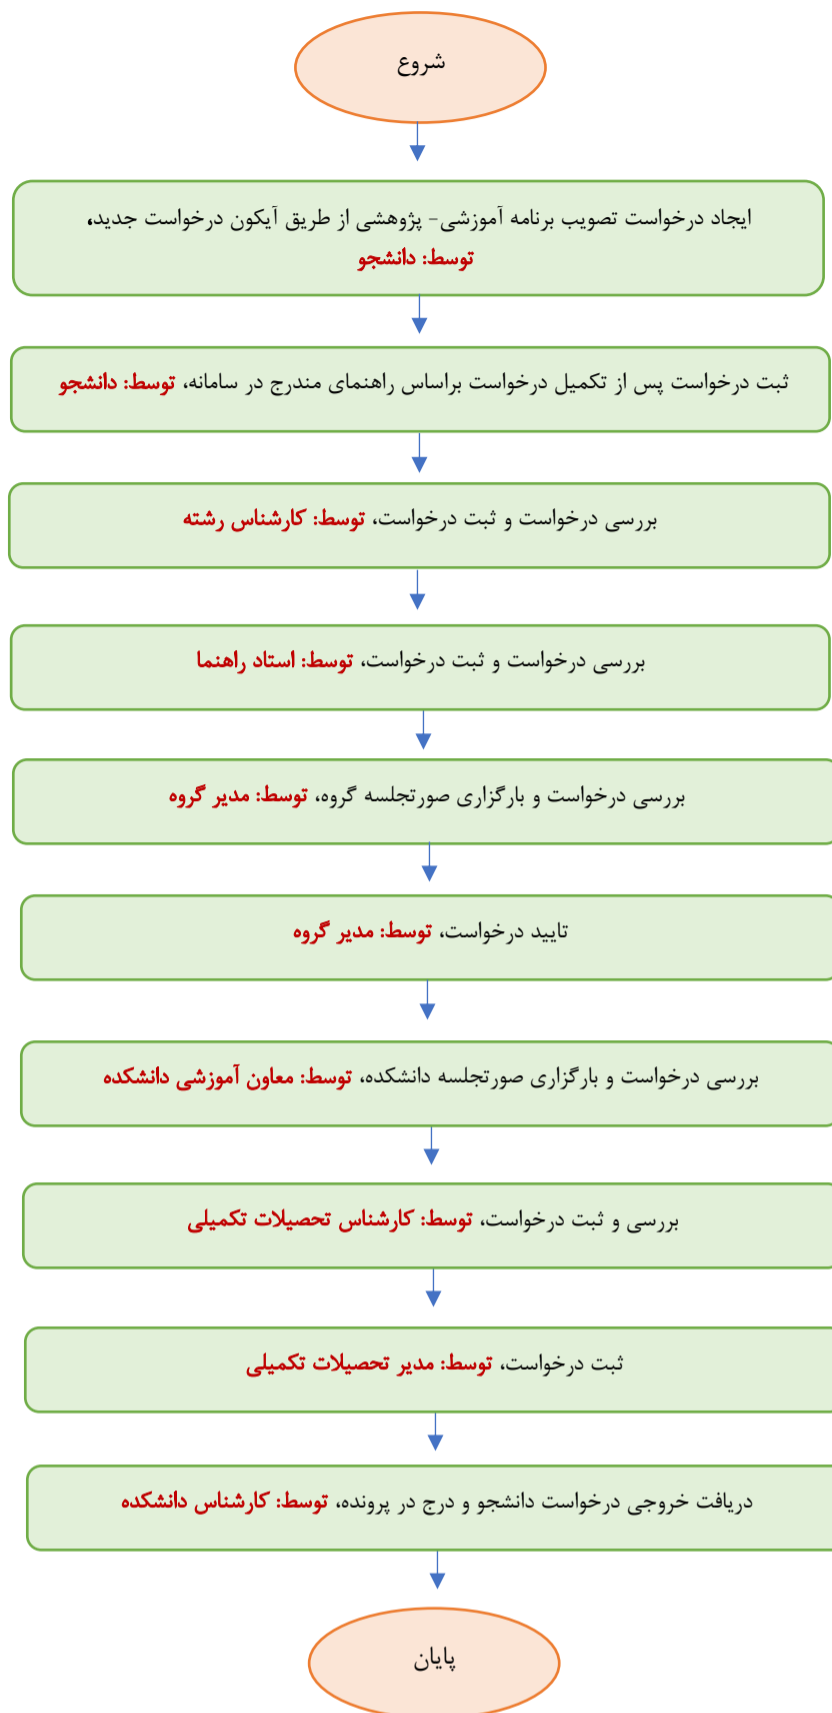 شروع
ایجاد درخواست تصویب برنامه آموزشی- پژوهشی از طریق آیکون درخواست جدید،
توسط: دانشجو
ثبت درخواست پس از تکمیل درخواست براساس راهنمای مندرج در سامانه، توسط: دانشجو
بررسی درخواست و ثبت درخواست، توسط: کارشناس رشته
بررسی درخواست و ثبت درخواست، توسط: استاد راهنما
بررسی درخواست و بارگزاری صورتجلسه گروه، توسط: مدیر گروه
تایید درخواست، توسط: مدیر گروه
بررسی درخواست و بارگزاری صورتجلسه دانشکده، توسط: معاون آموزشی دانشکده
بررسی و ثبت درخواست، توسط: کارشناس تحصیلات تکمیلی
ثبت درخواست، توسط: مدیر تحصیلات تکمیلی
دریافت خروجی درخواست دانشجو و درج در پرونده، توسط: کارشناس دانشکده
پایان